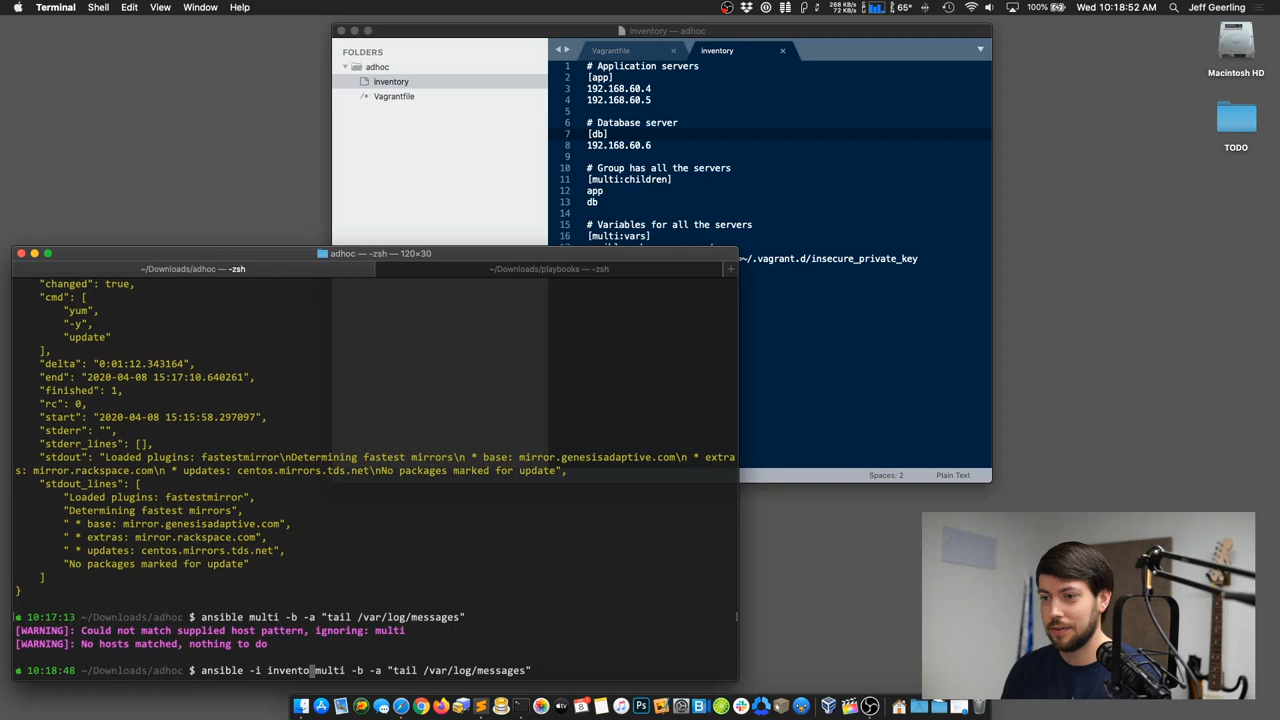 Terminal Shell Edit View Window Help
268 KB
72 KB
65°
100%
Wed 10:18:52 AM Jeff Geerling
inventory — adhoc
FOLDERS
adhoc
inventory
/* Vagrantfile
Vagrantfile ×
inventory ×
1 # Application servers
2 [app]
3 192.168.60.4
4 192.168.60.5
5
6 # Database server
7 [db]
8 192.168.60.6
9
10 # Group has all the servers
11 [multi:children]
12 app
13 db
14
15 # Variables for all the servers
16 [multi:vars]
~/.vagrant.d/insecure_private_key
Spaces: 2 Plain Text
Macintosh HD
TODO
adhoc — -zsh — 120×30
~/Downloads/adhoc — -zsh
~/Downloads/playbooks — -zsh
+
"changed": true,
"cmd": [
"yum",
"-y",
"update"
],
"delta": "0:01:12.343164",
"end": "2020-04-08 15:17:10.640261",
"finished": 1,
"rc": 0,
"start": "2020-04-08 15:15:58.297097",
"stderr": "",
"stderr_lines": [],
"stdout": "Loaded plugins: fastestmirror\nDetermining fastest mirrors\n * base: mirror.genesisadaptive.com\n * extra
s: mirror.rackspace.com\n * updates: centos.mirrors.tds.net\nNo packages marked for update",
"stdout_lines": [
"Loaded plugins: fastestmirror",
"Determining fastest mirrors",
" * base: mirror.genesisadaptive.com",
" * extras: mirror.rackspace.com",
" * updates: centos.mirrors.tds.net",
"No packages marked for update"
]
}
10:17:13 ~/Downloads/adhoc $ ansible multi -b -a "tail /var/log/messages"
[WARNING]: Could not match supplied host pattern, ignoring: multi
[WARNING]: No hosts matched, nothing to do
10:18:48 ~/Downloads/adhoc $ ansible -i inventomulti -b -a "tail /var/log/messages"